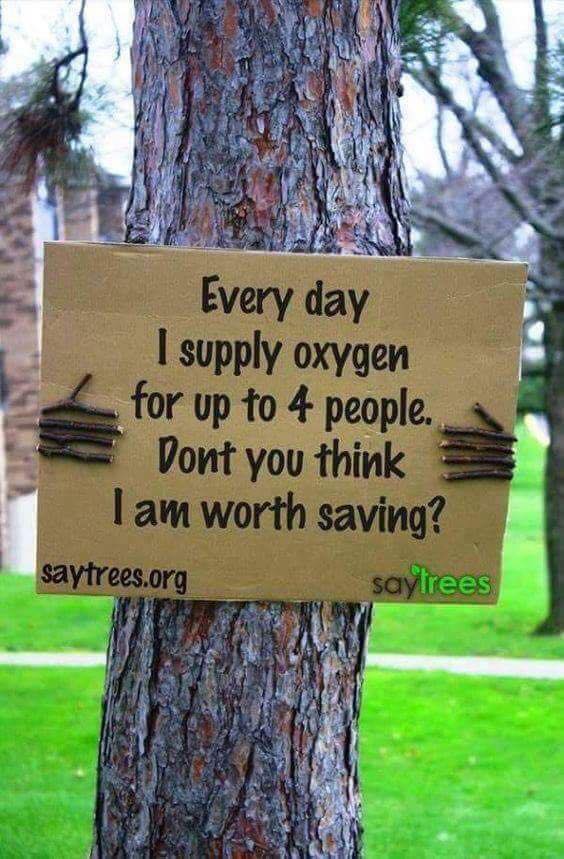 Every day
I supply oxygen
for up to 4 people.
Dont you think
I am worth saving?
saytrees.org
saytrees